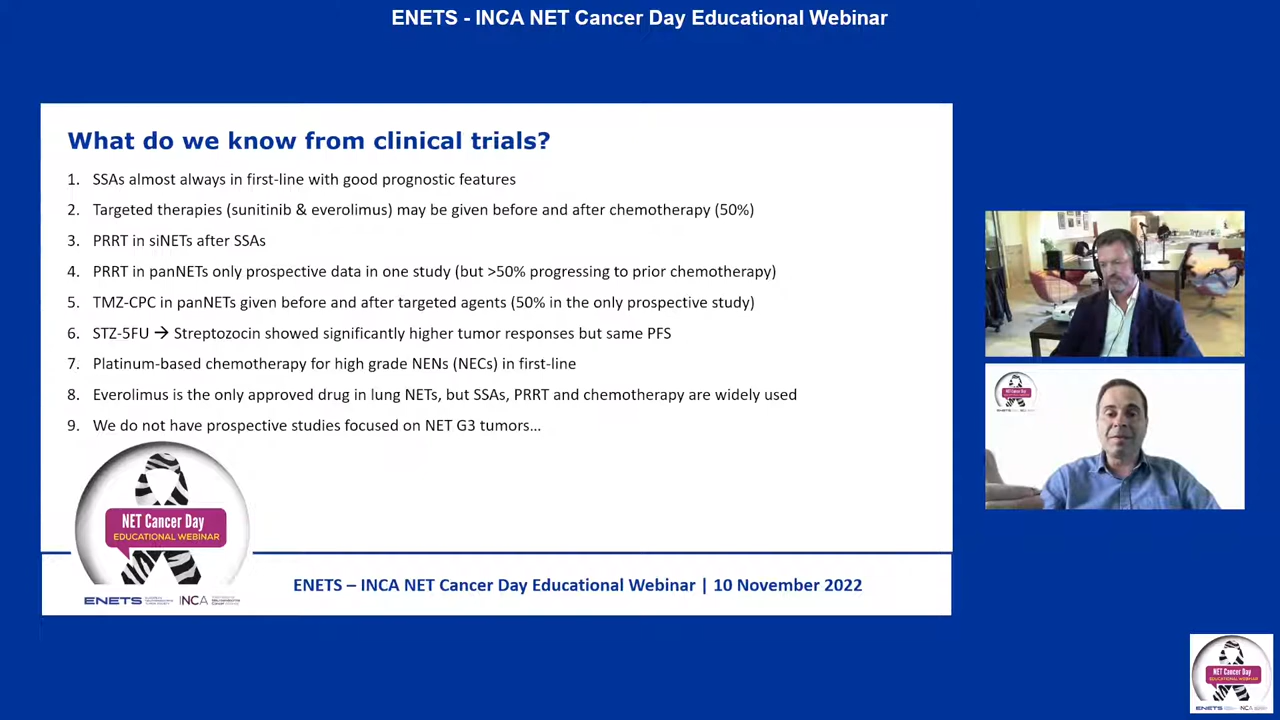 ENETS - INCA NET Cancer Day Educational Webinar
What do we know from clinical trials?
1. SSAs almost always in first-line with good prognostic features
2. Targeted therapies (sunitinib & everolimus) may be given before and after chemotherapy (50%)
3. PRRT in siNETs after SSAs
4. PRRT in panNETs only prospective data in one study (but >50% progressing to prior chemotherapy)
5. TMZ-CPC in panNETs given before and after targeted agents (50% in the only prospective study)
6. STZ-5FU → Streptozocin showed significantly higher tumor responses but same PFS
7. Platinum-based chemotherapy for high grade NENs (NECs) in first-line
8. Everolimus is the only approved drug in lung NETs, but SSAs, PRRT and chemotherapy are widely used
9. We do not have prospective studies focused on NET G3 tumors...
NET Cancer Day
EDUCATIONAL WEBINAR
ENETS
INCA
ENETS – INCA NET Cancer Day Educational Webinar | 10 November 2022
NET Cancer Day
EDUCATIONAL WEBINAR
ENETS
INCA